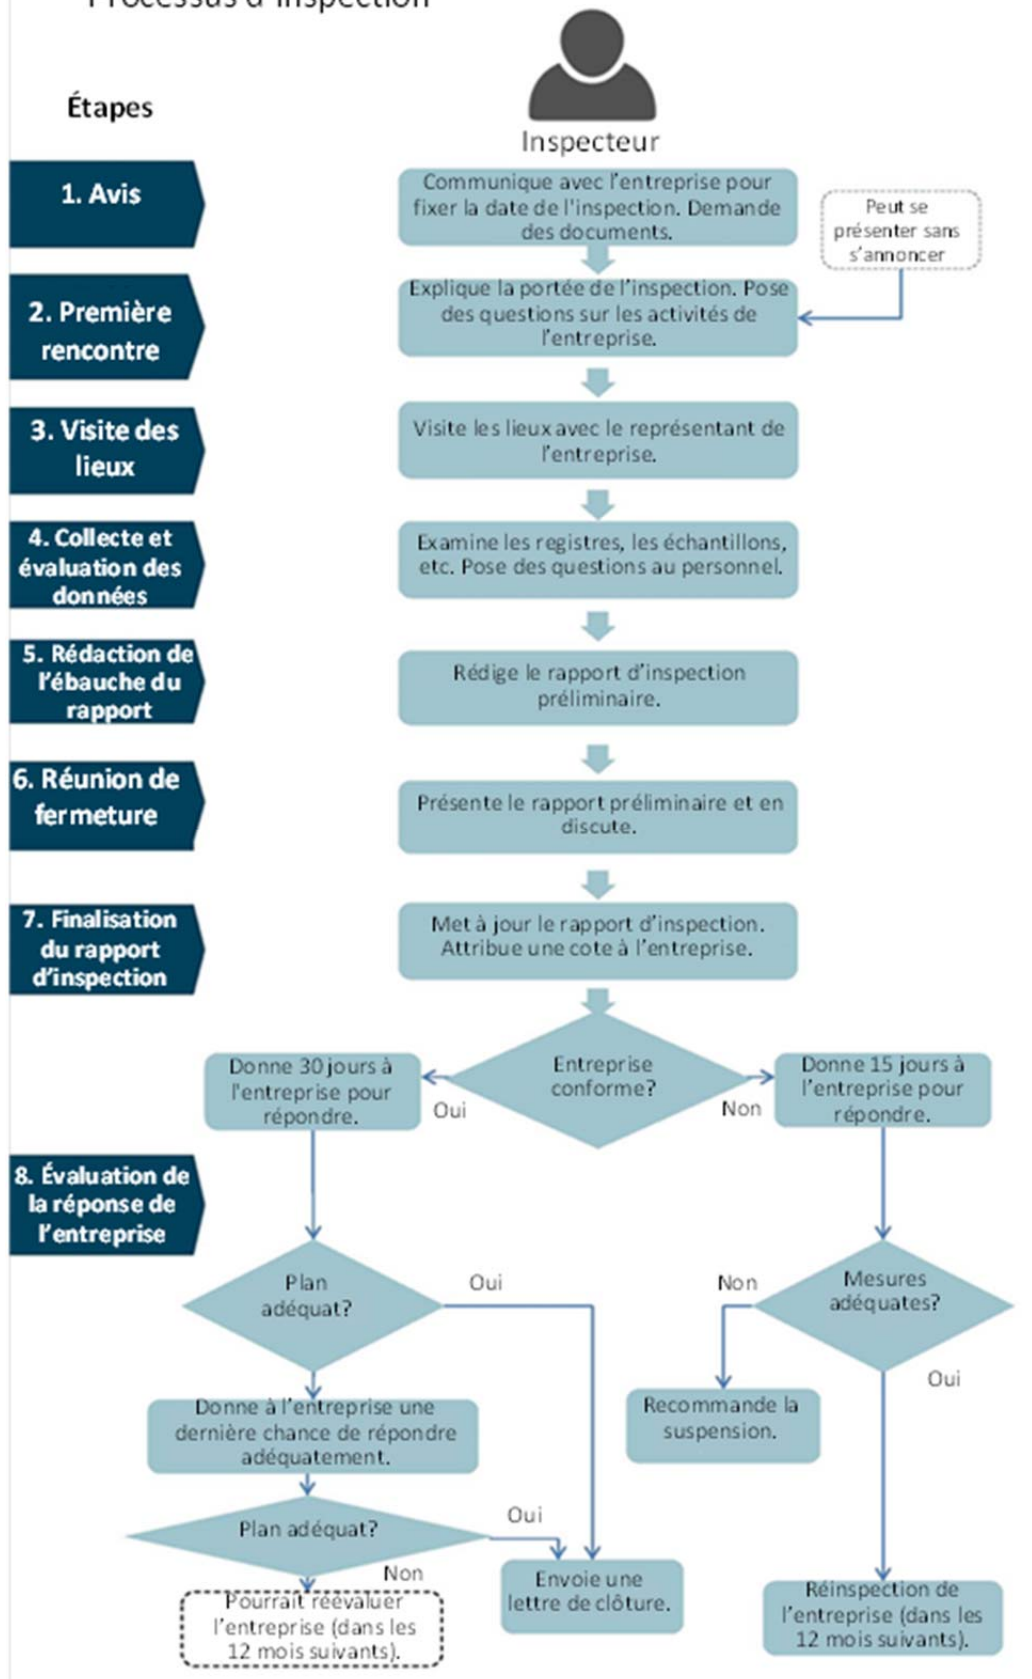 Processus d'inspection
Étapes
Inspecteur
1. Avis
Communique avec l'entreprise pour
fixer la date de l'inspection. Demande
des documents.
Peut se
présenter sans
s'annoncer
2. Première
rencontre
Explique la portée de l'inspection. Pose
des questions sur les activités de
l'entreprise.
3. Visite des
lieux
Visite les lieux avec le représentant de
l'entreprise.
4. Collecte et
évaluation des
données
Examine les registres, les échantillons,
etc. Pose des questions au personnel.
5. Rédaction de
l'ébauche du
rapport
Rédige le rapport d'inspection
préliminaire.
6. Réunion de
fermeture
Présente le rapport préliminaire et en
discute.
7. Finalisation
du rapport
d'inspection
Met à jour le rapport d'inspection.
Attribue une cote à l'entreprise.
Donne 30 jours à
l'entreprise pour
répondre.
Oui
Entreprise
conforme?
Non
Donne 15 jours à
l'entreprise pour
répondre.
8. Évaluation de
la réponse de
l'entreprise
Plan
adéquat?
Oui
Non
Mesures
adéquates?
Oui
Donne à l'entreprise une
dernière chance de répondre
adéquatement.
Recommande la
suspension.
Plan adéquat?
Oui
Non
Pourrait réévaluer
l'entreprise (dans les
12 mois suivants).
Envoie une
lettre de clôture.
Réinspection de
l'entreprise (dans les
12 mois suivants).